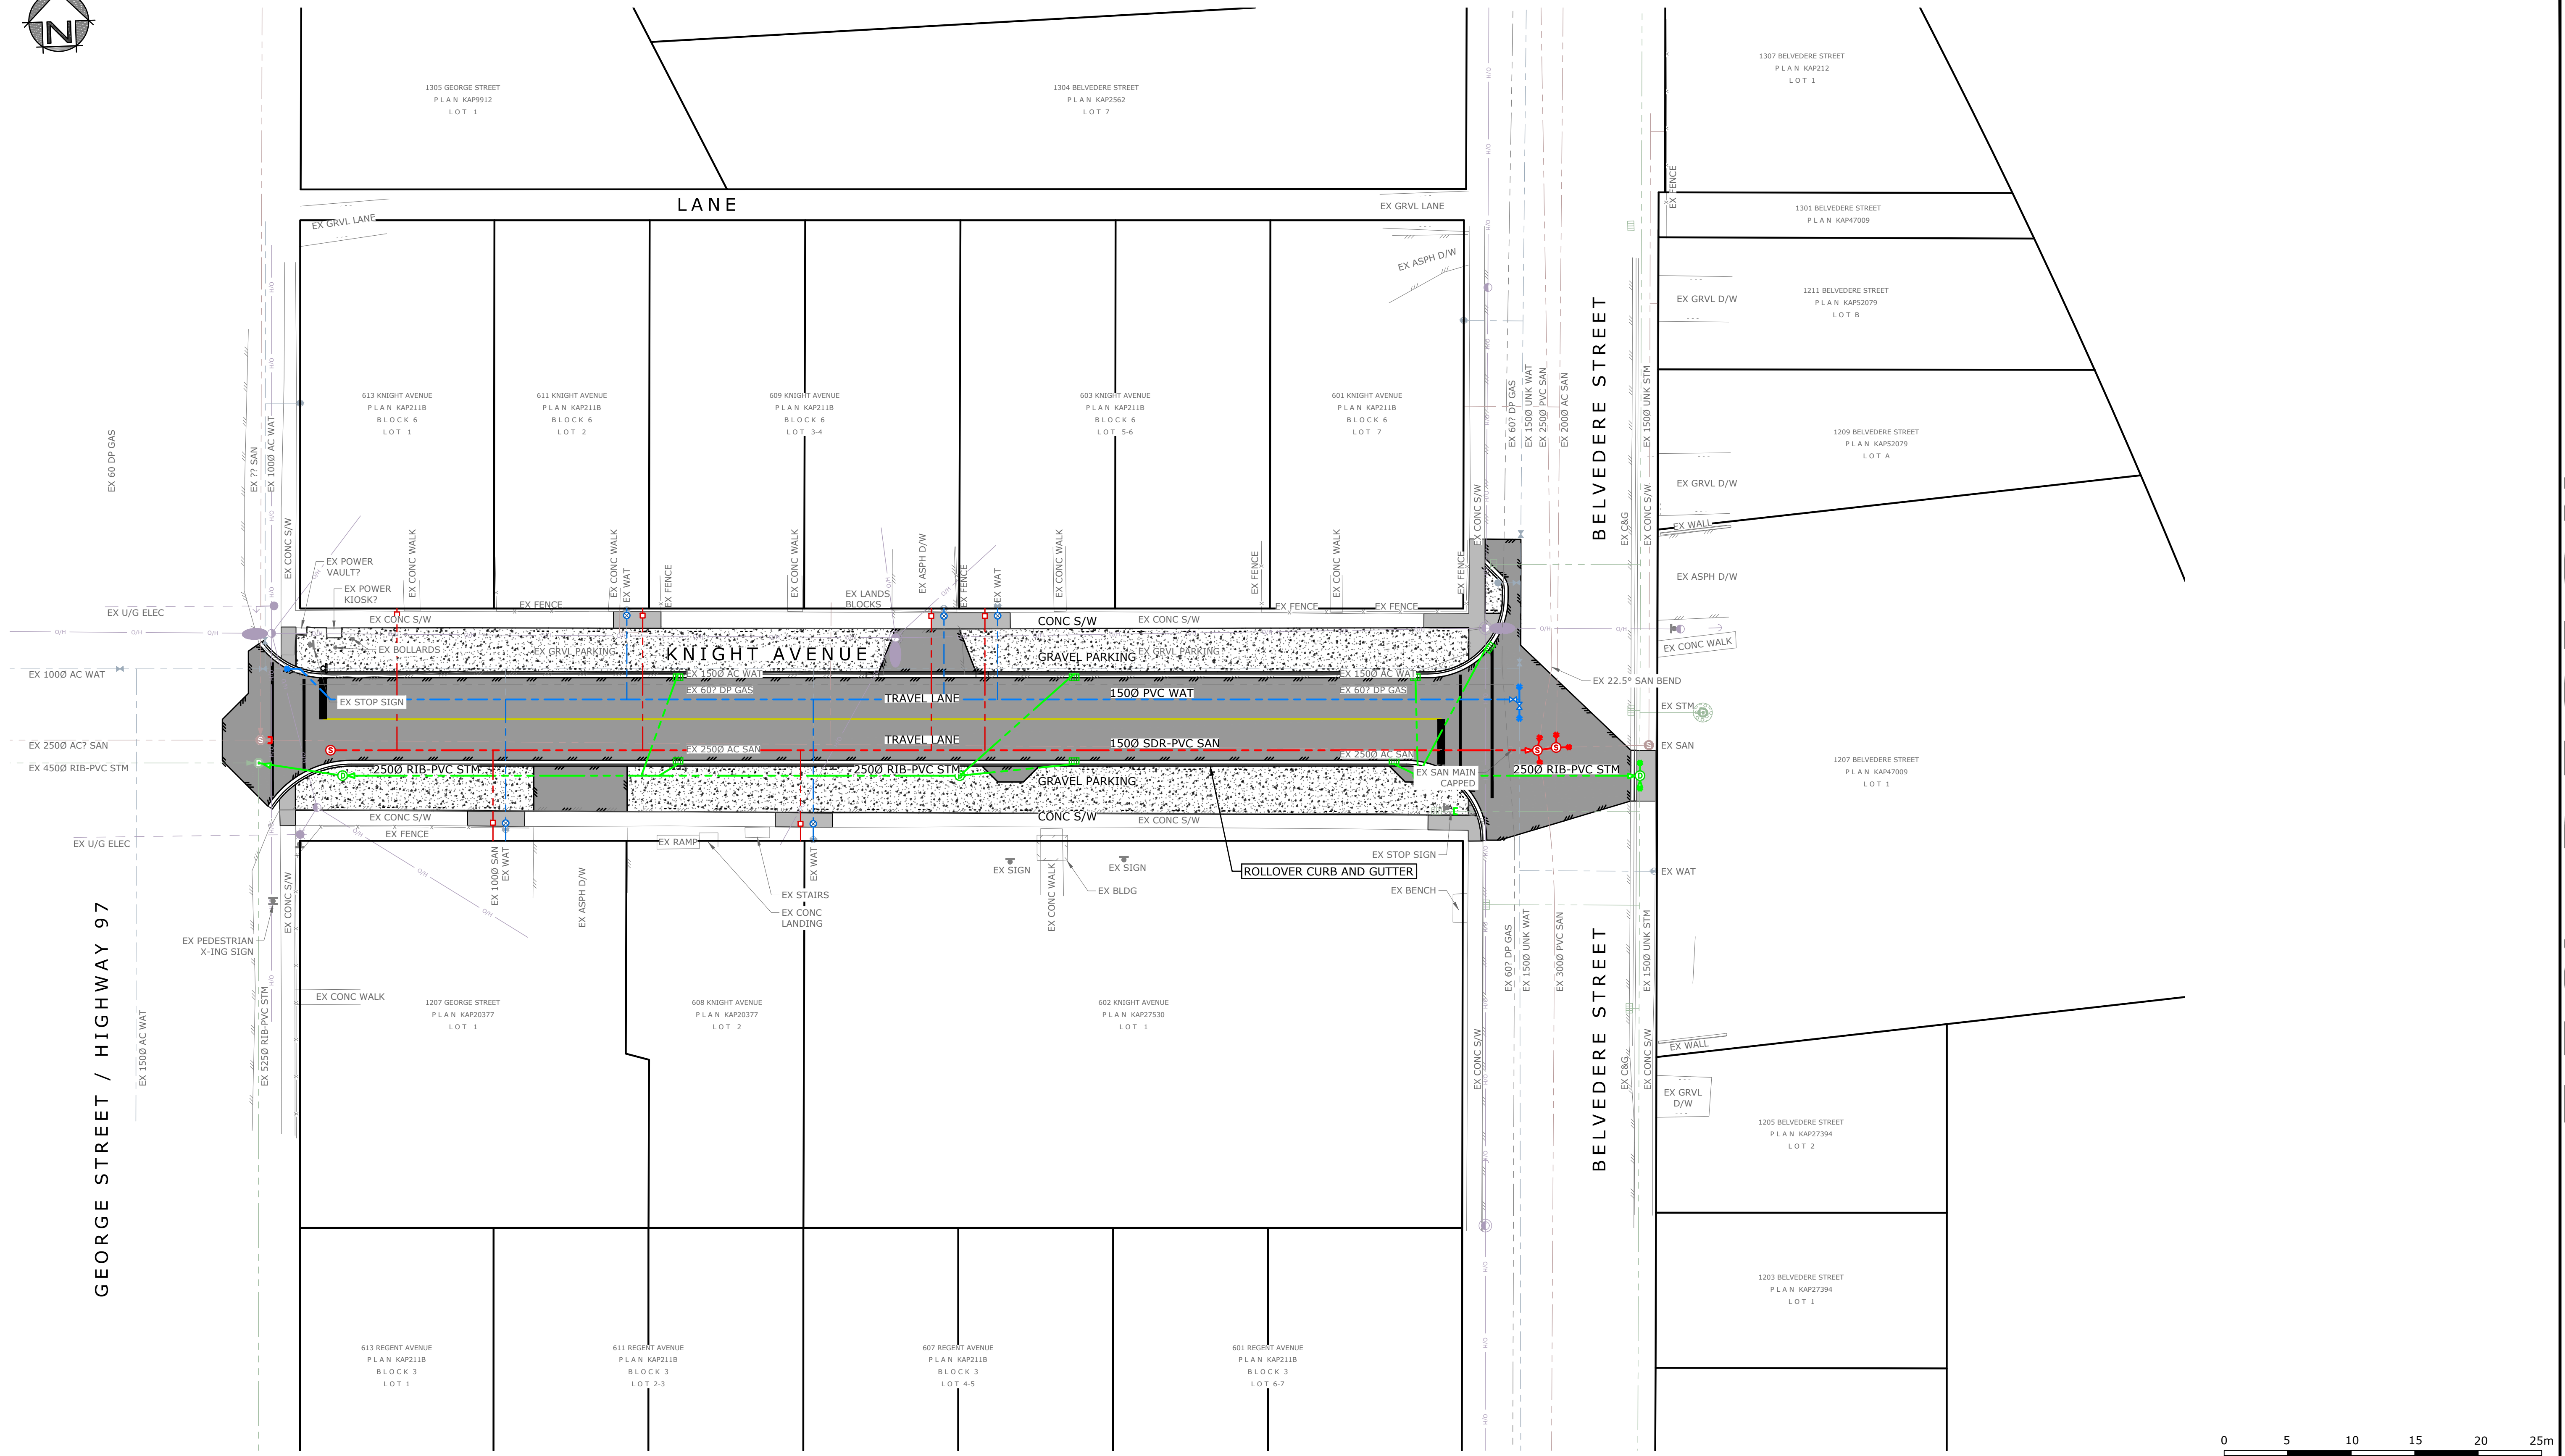 N
1305 GEORGE STREET
PLAN KAP9912
LOT 1
1304 BELVEDERE STREET
PLAN KAP2562
LOT 7
1307 BELVEDERE STREET
PLAN KAP212
LOT 1
LANE
EX GRVL LANE
EX GRVL LANE
EX FENCE
1301 BELVEDERE STREET
PLAN KAP47009
EX ASPH D/W
EX GRVL D/W
1211 BELVEDERE STREET
PLAN KAP52079
LOT B
BELVEDERE STREET
613 KNIGHT AVENUE
PLAN KAP211B
BLOCK 6
LOT 1
611 KNIGHT AVENUE
PLAN KAP211B
BLOCK 6
LOT 2
609 KNIGHT AVENUE
PLAN KAP211B
BLOCK 6
LOT 3-4
603 KNIGHT AVENUE
PLAN KAP211B
BLOCK 6
LOT 5-6
601 KNIGHT AVENUE
PLAN KAP211B
BLOCK 6
LOT 7
EX 60 DP GAS
EX ?? SAN
EX 100Ø AC WAT
EX 60? DP GAS
EX 150Ø UNK WAT
EX 250Ø PVC SAN
EX 200Ø AC SAN
EX 150Ø UNK STM
1209 BELVEDERE STREET
PLAN KAP52079
LOT A
EX GRVL D/W
EX CONC S/W
EX CONC S/W
EX C&G
EX CONC S/W
EX WALL
EX POWER
VAULT?
EX POWER
KIOSK?
EX CONC WALK
EX CONC WALK
EX WAT
EX FENCE
EX CONC WALK
EX ASPH D/W
EX FENCE
EX WAT
EX CONC WALK
EX FENCE
EX CONC WALK
EX FENCE
EX ASPH D/W
EX LANDS
BLOCKS
EX U/G ELEC
EX FENCE
EX FENCE
EX FENCE
EX CONC S/W
CONC S/W
EX CONC S/W
O/H
O/H
O/H
O/H
O/H
EX CONC WALK
EX BOLLARDS
EX GRVL PARKING
KNIGHT AVENUE
GRAVEL PARKING
EX GRVL PARKING
EX 100Ø AC WAT
EX 150Ø AC WAT
EX 150Ø AC WAT
EX 22.5° SAN BEND
EX 60? DP GAS
EX 60? DP GAS
EX STOP SIGN
TRAVEL LANE
150Ø PVC WAT
EX STM
EX 250Ø AC? SAN
EX 250Ø AC SAN
TRAVEL LANE
150Ø SDR-PVC SAN
EX 250Ø AC SAN
EX SAN
EX 450Ø RIB-PVC STM
250Ø RIB-PVC STM
250Ø RIB-PVC STM
EX SAN MAIN
CAPPED
250Ø RIB-PVC STM
GRAVEL PARKING
1207 BELVEDERE STREET
PLAN KAP47009
LOT 1
EX CONC S/W
CONC S/W
EX CONC S/W
EX FENCE
EX U/G ELEC
EX RAMP
EX STOP SIGN
EX SIGN
EX SIGN
ROLLOVER CURB AND GUTTER
EX WAT
EX 100Ø SAN
EX WAT
EX ASPH D/W
EX WAT
EX STAIRS
EX CONC
LANDING
EX CONC WALK
EX BLDG
EX BENCH
EX CONC S/W
EX PEDESTRIAN
X-ING SIGN
O/H
O/H
GEORGE STREET / HIGHWAY 97
EX 150Ø AC WAT
EX 525Ø RIB-PVC STM
EX CONC WALK
1207 GEORGE STREET
PLAN KAP20377
LOT 1
608 KNIGHT AVENUE
PLAN KAP20377
LOT 2
602 KNIGHT AVENUE
PLAN KAP27530
LOT 1
EX 60? DP GAS
EX 150Ø UNK WAT
EX 300Ø PVC SAN
BELVEDERE STREET
EX 150Ø UNK STM
EX CONC S/W
EX C&G
EX CONC S/W
EX WALL
EX GRVL
D/W
1205 BELVEDERE STREET
PLAN KAP27394
LOT 2
1203 BELVEDERE STREET
PLAN KAP27394
LOT 1
613 REGENT AVENUE
PLAN KAP211B
BLOCK 3
LOT 1
611 REGENT AVENUE
PLAN KAP211B
BLOCK 3
LOT 2-3
607 REGENT AVENUE
PLAN KAP211B
BLOCK 3
LOT 4-5
601 REGENT AVENUE
PLAN KAP211B
BLOCK 3
LOT 6-7
0 5 10 15 20 25m